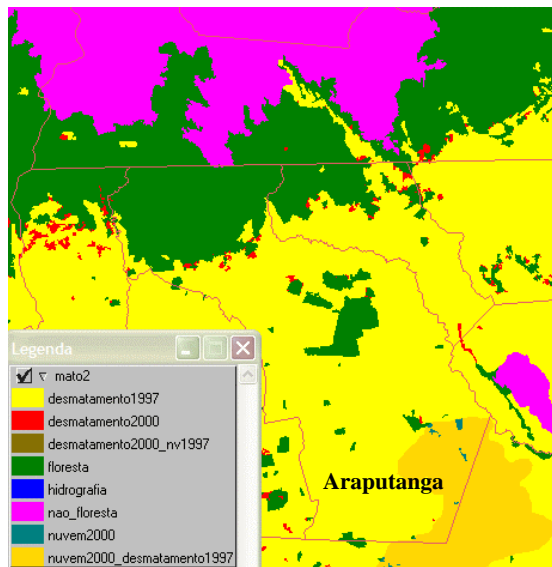 Legenda
mato2
desmatamento1997
desmatamento2000
desmatamento2000_nv1997
floresta
hidrografia
nao_floresta
nuvem2000
nuvem2000_desmatamento1997
Araputanga